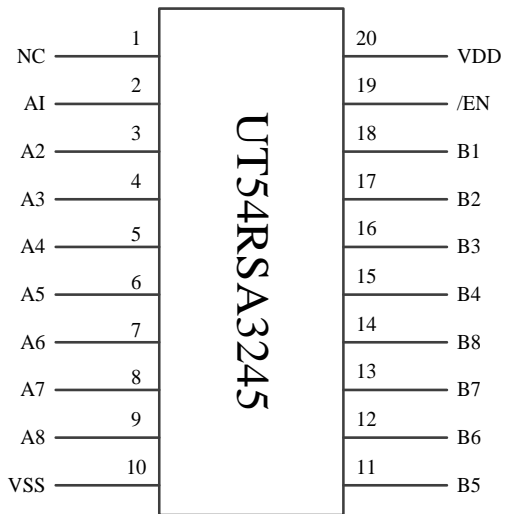 NC 1 20 VDD
AI 2 19 /EN
A2 3 18 B1
A3 4 17 B2
A4 5 16 B3
A5 6 15 B4
A6 7 14 B8
A7 8 13 B7
A8 9 12 B6
VSS 10 11 B5
UT54RSA3245